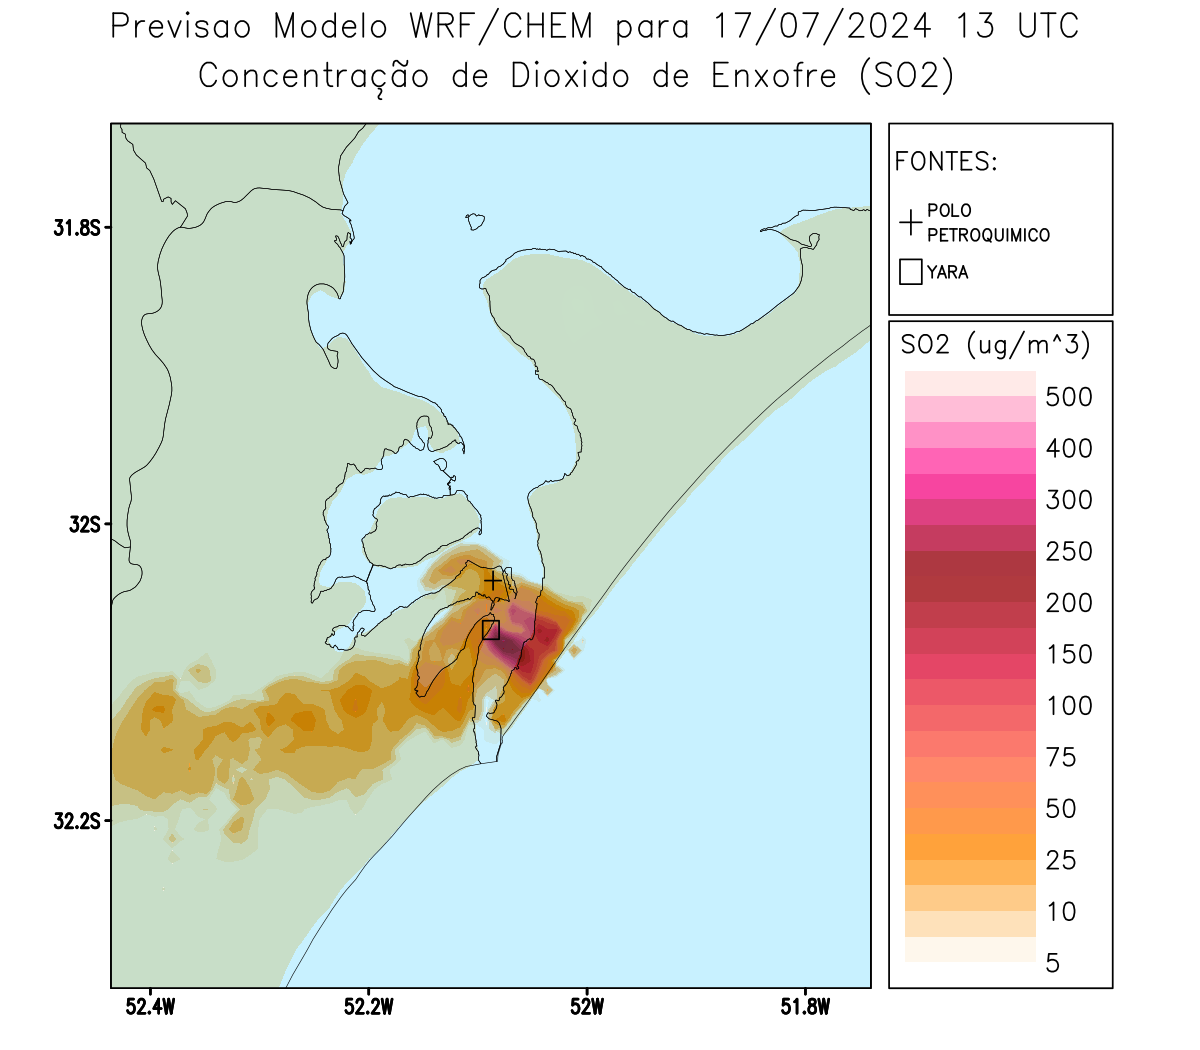 Previsao Modelo WRF/CHEM para 17/07/2024 13 UTC
Concentração de Dioxido de Enxofre (SO2)
FONTES:
POLO
PETROQUIMICO
YARA
SO2 (ug/m^3)
500
400
300
250
200
150
100
75
50
25
10
5
31.8S
32S
32.2S
52.4W 52.2W 52W 51.8W